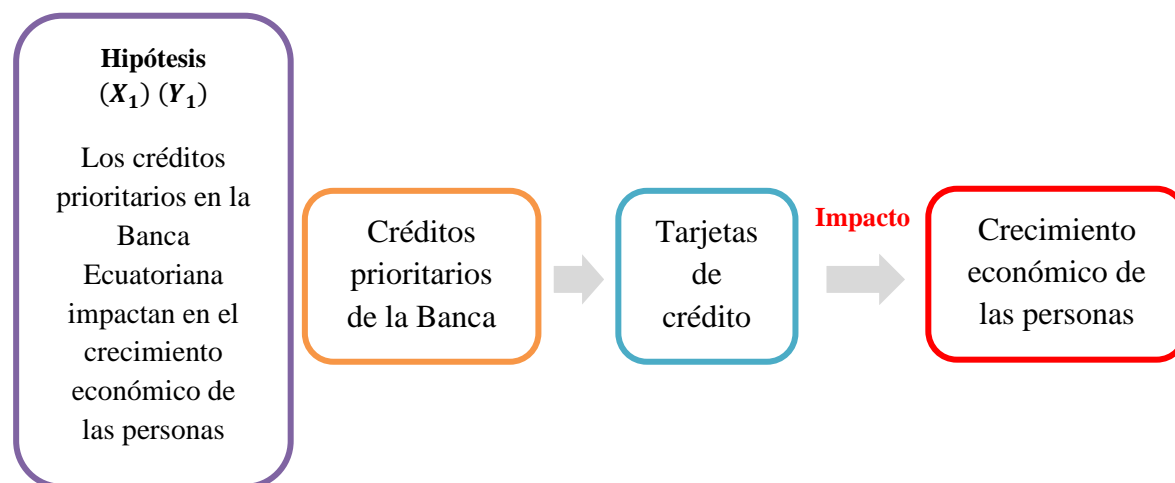 Hipótesis
(X₁) (Y₁)
Los créditos
prioritarios en la
Banca
Ecuatoriana
impactan en el
crecimiento
económico de
las personas
Créditos
prioritarios
de la Banca
Tarjetas
de
crédito
Impacto
Crecimiento
económico de
las personas